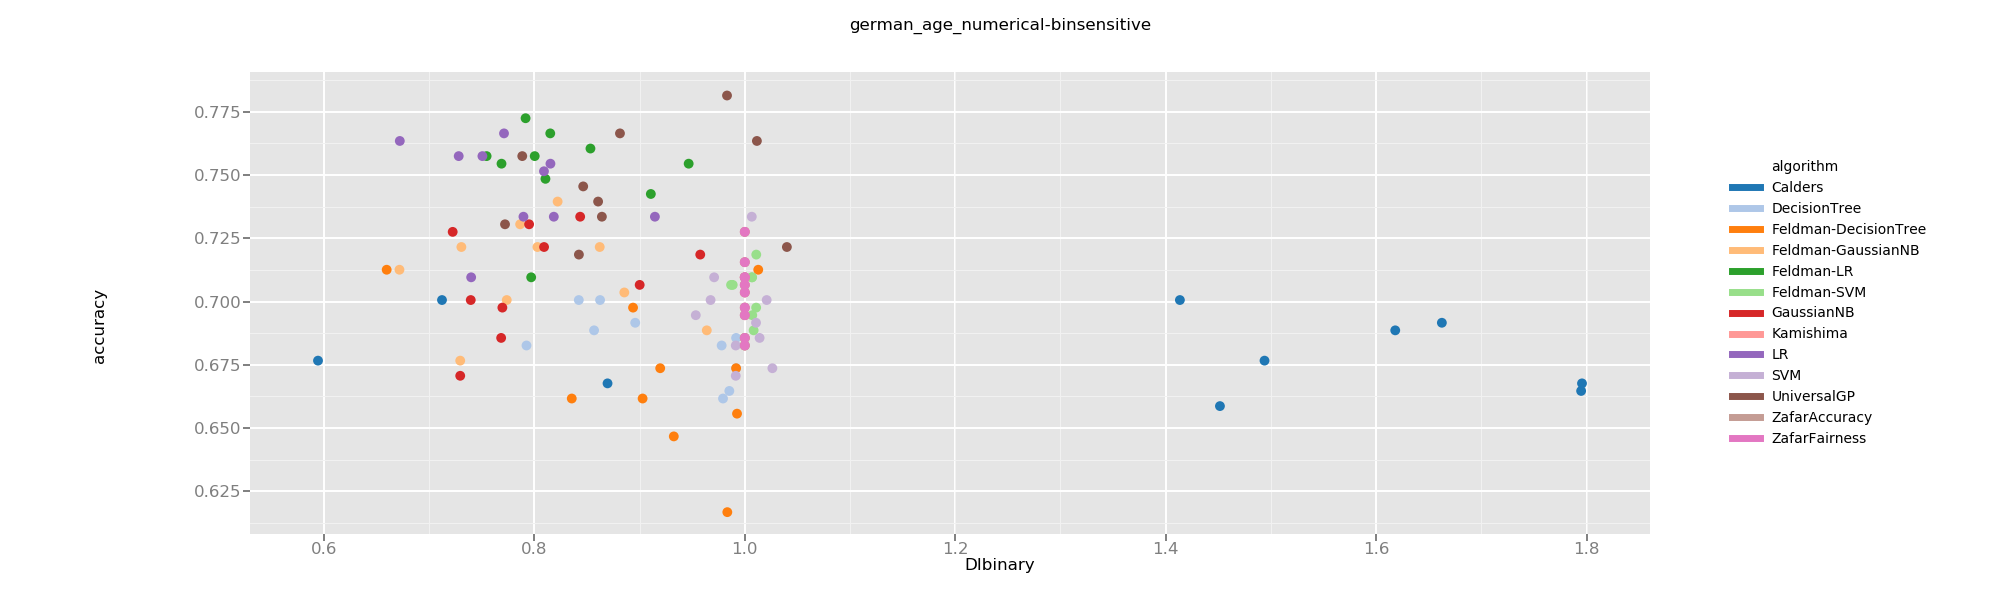 german_age_numerical-binsensitive
0.775
0.750
0.725
0.700
0.675
0.650
0.625
accuracy
0.6
0.8
1.0
1.2
1.4
1.6
1.8
DIbinary
algorithm
Calders
DecisionTree
Feldman-DecisionTree
Feldman-GaussianNB
Feldman-LR
Feldman-SVM
GaussianNB
Kamishima
LR
SVM
UniversalGP
ZafarAccuracy
ZafarFairness